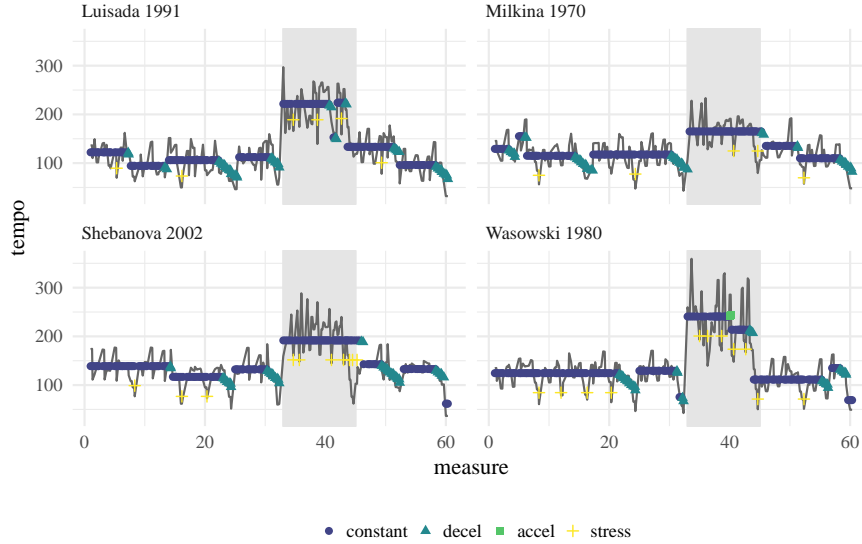 Luisada 1991 Milkina 1970
300
200
100
Shebanova 2002 Wasowski 1980
300
200
100
tempo
0 20 40 60 0 20 40 60
measure
constant decel accel stress